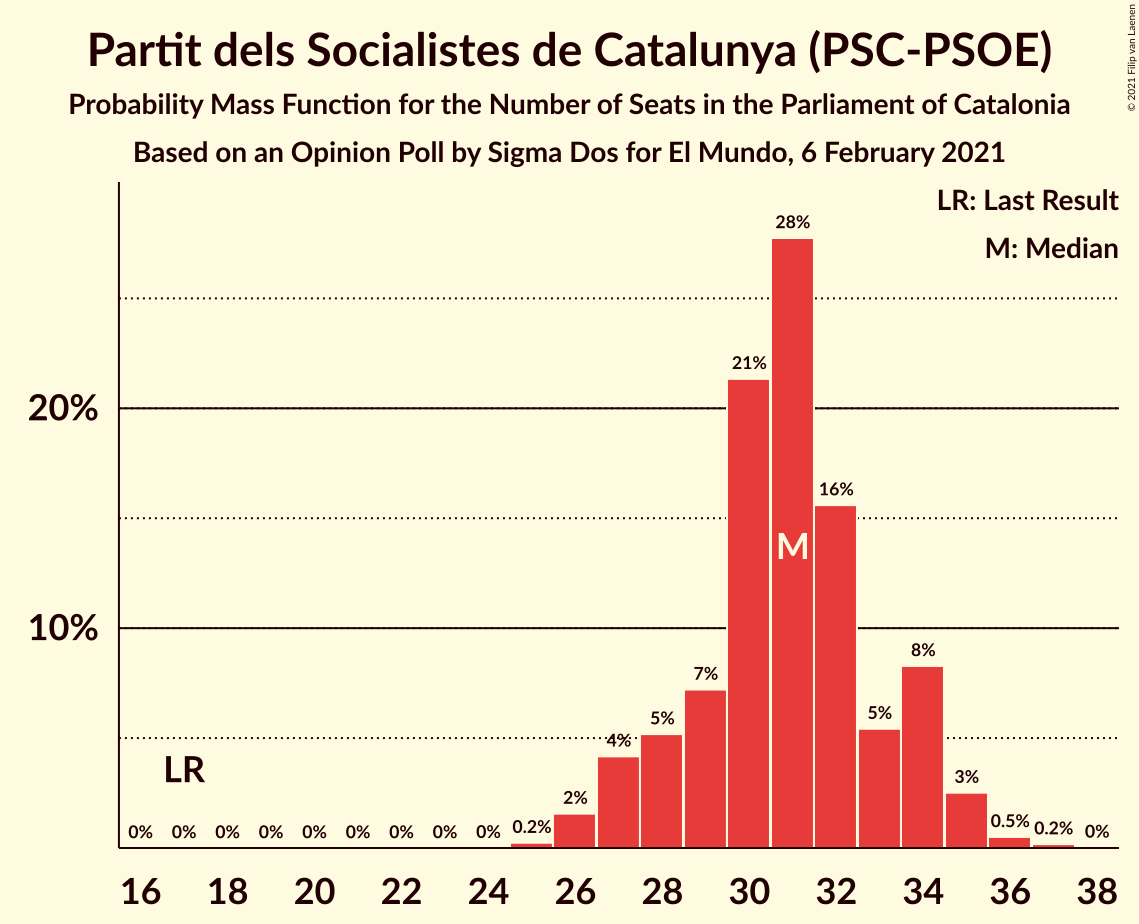 Partit dels Socialistes de Catalunya (PSC-PSOE)
Probability Mass Function for the Number of Seats in the Parliament of Catalonia
Based on an Opinion Poll by Sigma Dos for El Mundo, 6 February 2021
© 2021 Filip van Laenen
LR: Last Result
M: Median
28%
21%
20%
16%
M
10%
8%
7%
5%
5%
4%
LR
3%
2%
0% 0% 0% 0% 0% 0% 0% 0% 0% 0.2% 0.5% 0.2% 0%
16 18 20 22 24 26 28 30 32 34 36 38